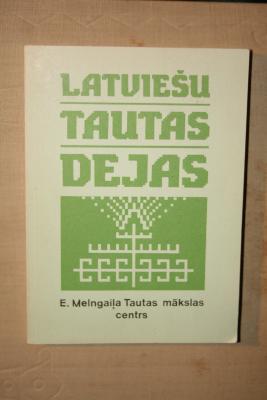 LATVIEŠU
TAUTAS
DEJAS
E. Melngaiļa Tautas mākslas
centrs